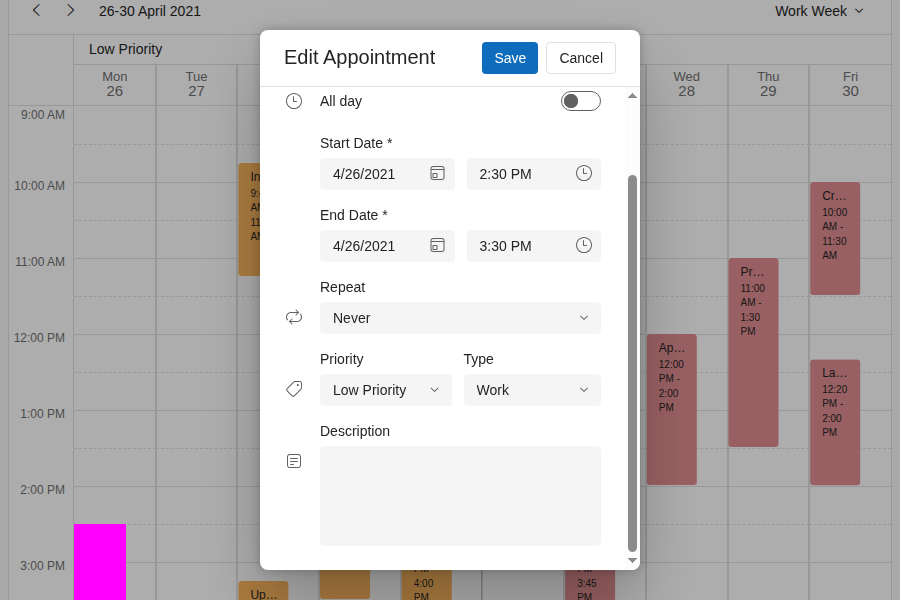 26-30 April 2021
Work Week
Low Priority
Mon
26
Tue
27
Wed
28
Thu
29
Fri
30
9:00 AM
10:00 AM
11:00 AM
12:00 PM
1:00 PM
2:00 PM
3:00 PM
Edit Appointment
Save
Cancel
All day
Start Date *
4/26/2021
2:30 PM
End Date *
4/26/2021
3:30 PM
Repeat
Never
Priority
Type
Low Priority
Work
Description
Ap...
12:00
PM -
2:00
PM
Pr...
11:00
AM -
1:30
PM
Cr...
10:00
AM -
11:30
AM
La...
12:20
PM -
2:00
PM
Up...
4:00
PM
3:45
PM